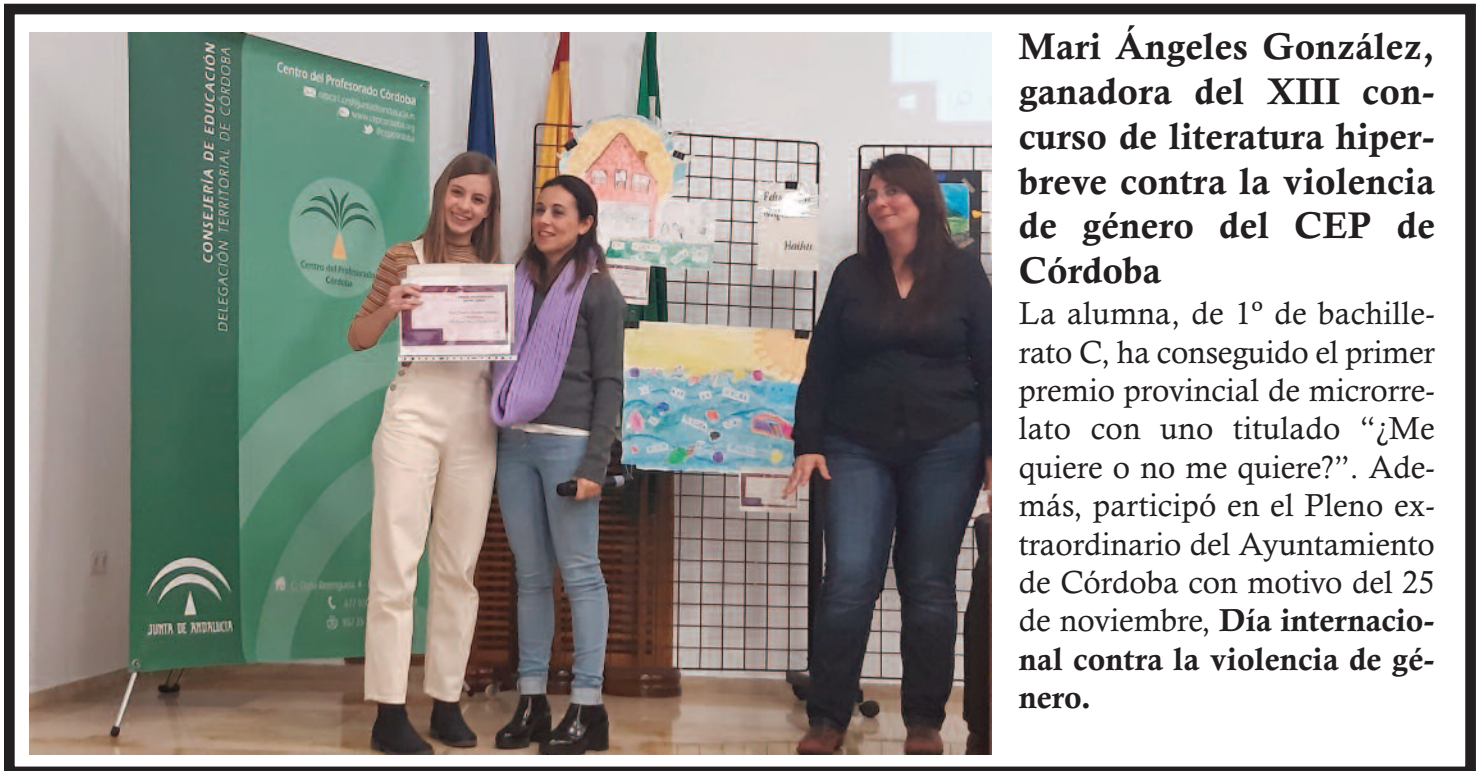 CONSEJERÍA DE EDUCACIÓN
DELEGACIÓN TERRITORIAL DE CÓRDOBA
Centro del Profesorado Córdoba
www.cepcordoba.org
Centro del Profesorado
Córdoba
JUNTA DE ANDALUCIA
Haiku
Mari Ángeles González,
ganadora del XIII con-
curso de literatura hiper-
breve contra la violencia
de género del CEP de
Córdoba
La alumna, de 1º de bachille-
rato C, ha conseguido el primer
premio provincial de microrre-
lato con uno titulado “¿Me
quiere o no me quiere?”. Ade-
más, participó en el Pleno ex-
traordinario del Ayuntamiento
de Córdoba con motivo del 25
de noviembre, Día internacio-
nal contra la violencia de gé-
nero.